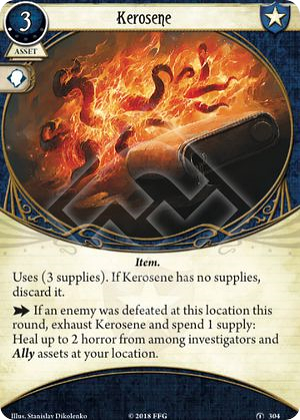 Kerosene
3
ASSET
Item.
Uses (3 supplies). If Kerosene has no supplies,
discard it.
If an enemy was defeated at this location this
round, exhaust Kerosene and spend 1 supply:
Heal up to 2 horror from among investigators and
Ally assets at your location.
Illus. Stanislav Dikolenko © 2018 FFG 304